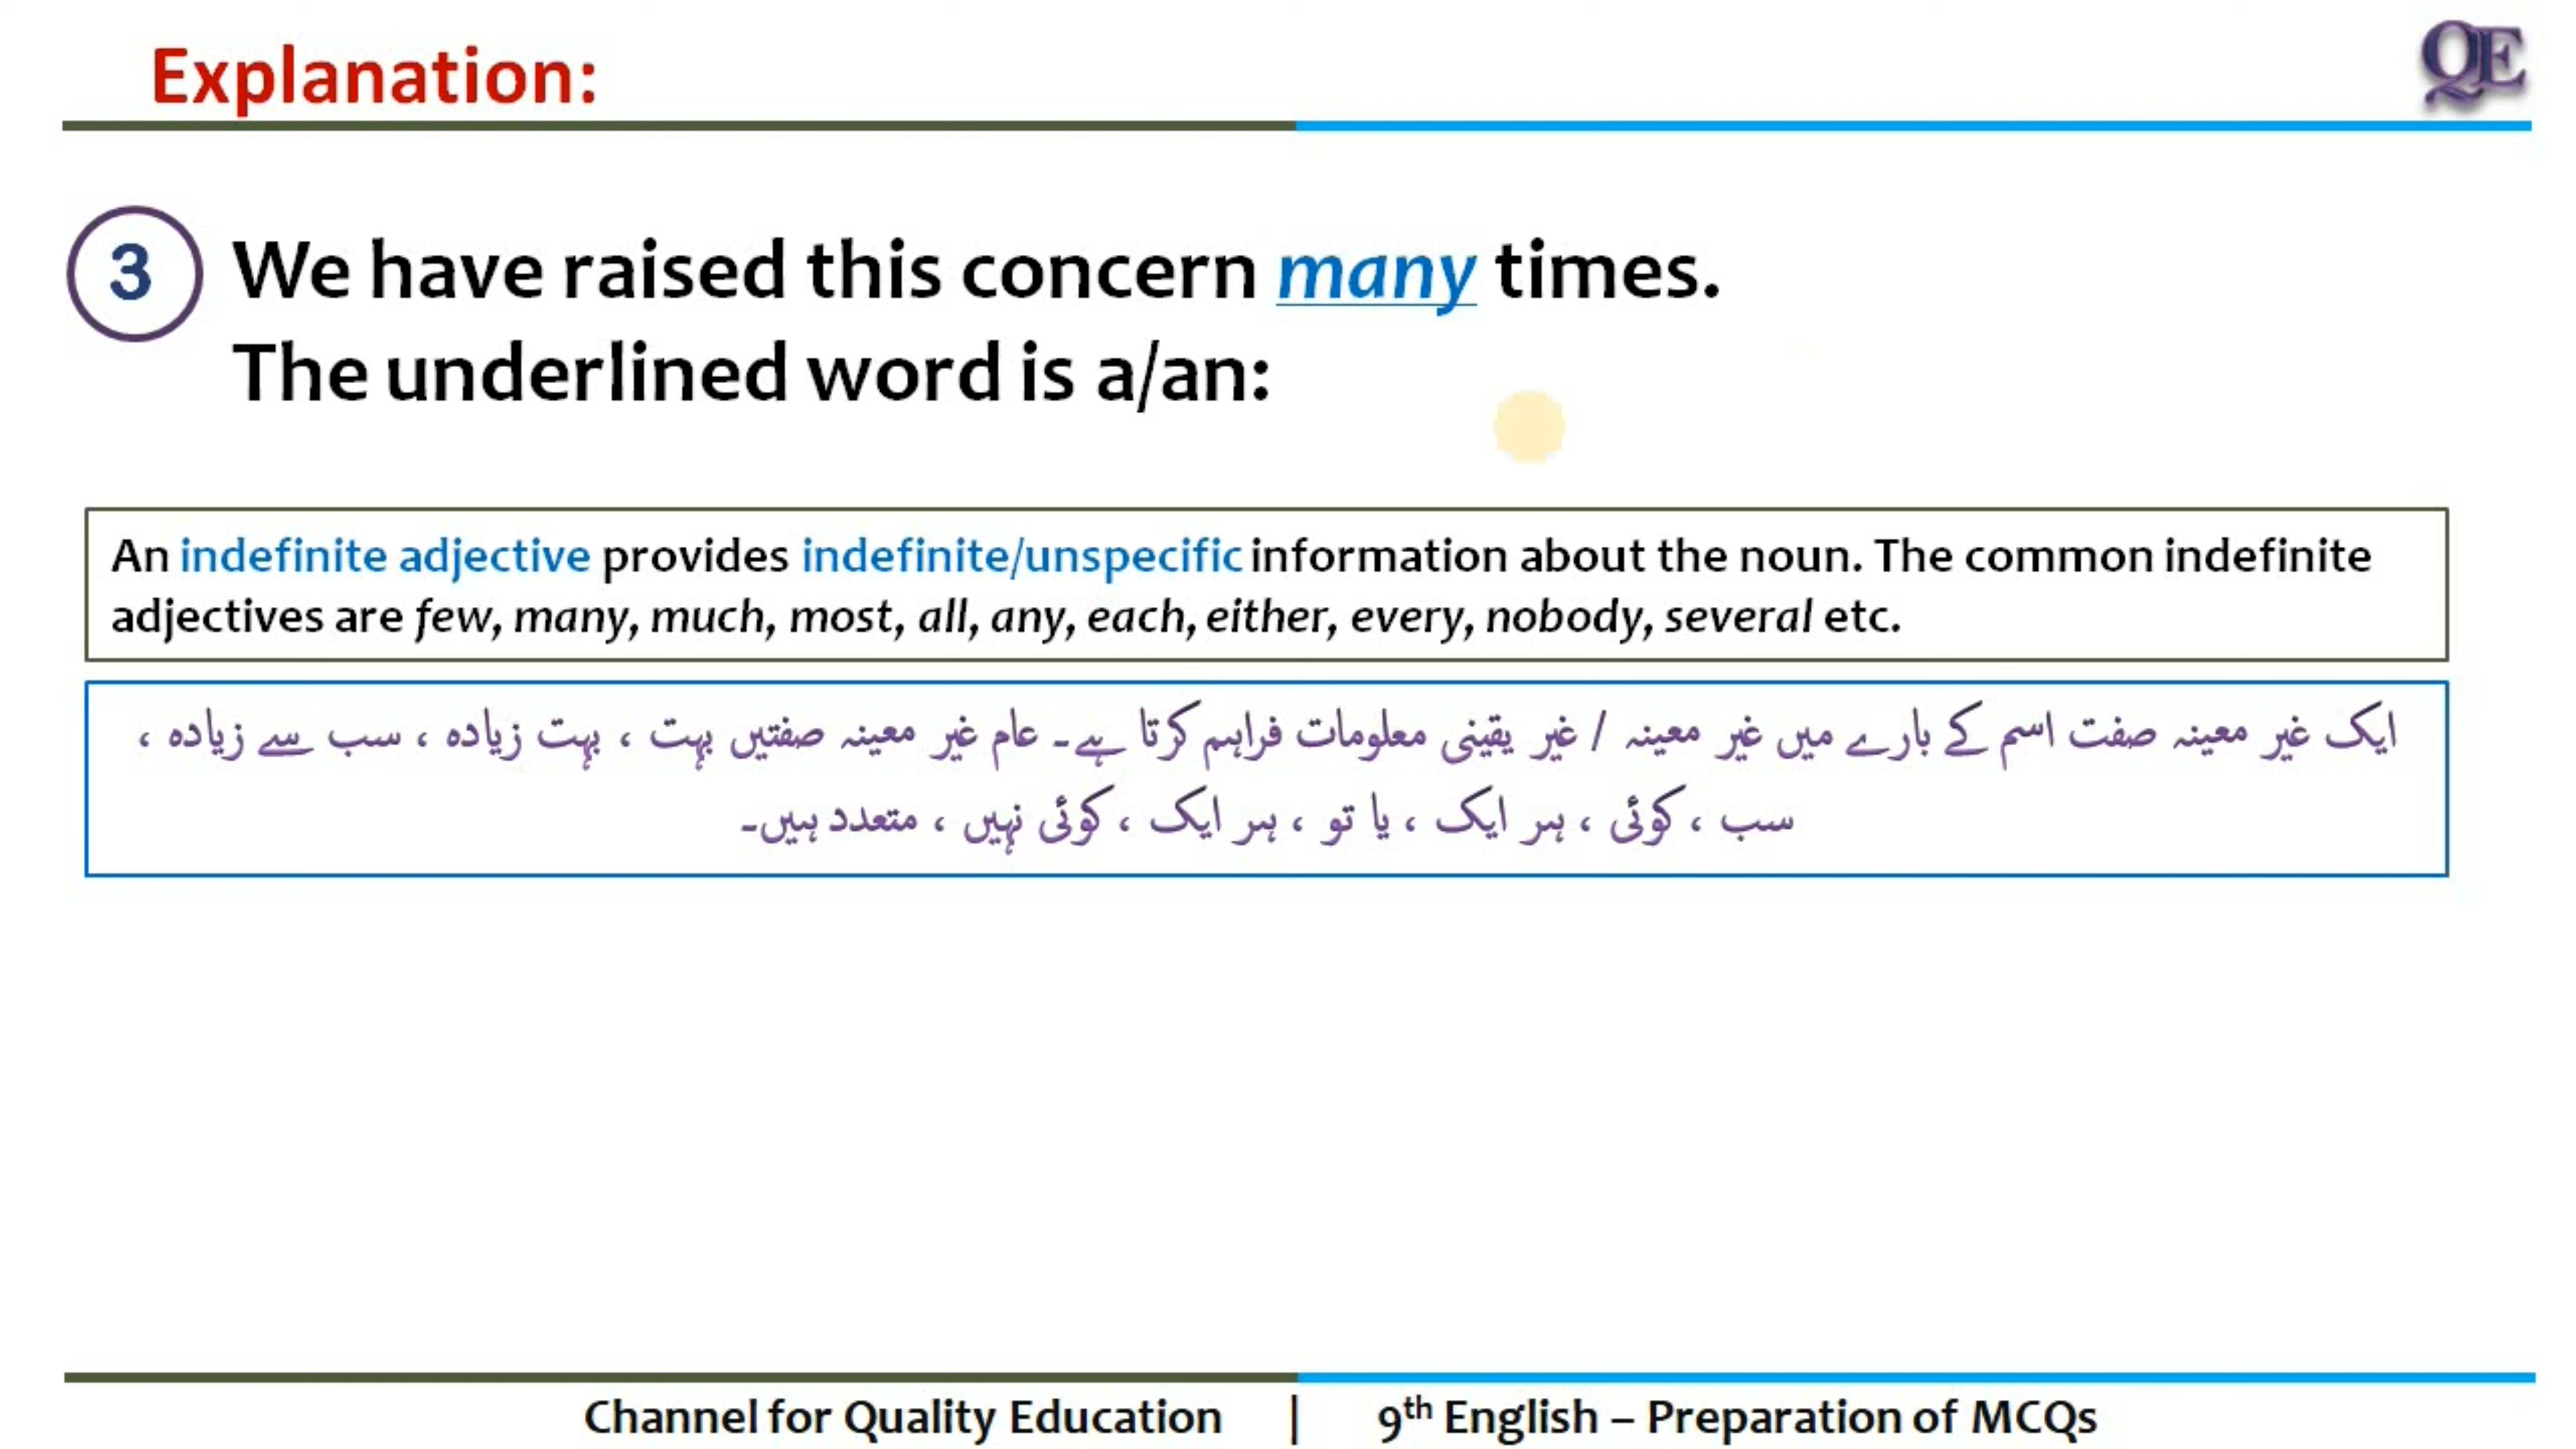 Explanation:
QE
3
We have raised this concern many times.
The underlined word is a/an:
An indefinite adjective provides indefinite/unspecific information about the noun. The common indefinite
adjectives are few, many, much, most, all, any, each, either, every, nobody, several etc.
ایک غیر معینہ صفت اسم کے بارے میں غیر معینہ / غیر یقینی معلومات فراہم کرتا ہے۔ عام غیر معینہ صفتیں بہت ، بہت زیادہ ، سب سے زیادہ ،
سب ، کوئی ، ہر ایک ، یا تو ، ہر ایک ، کوئی نہیں ، متعدد ہیں۔
Channel for Quality Education | 9th English – Preparation of MCQs